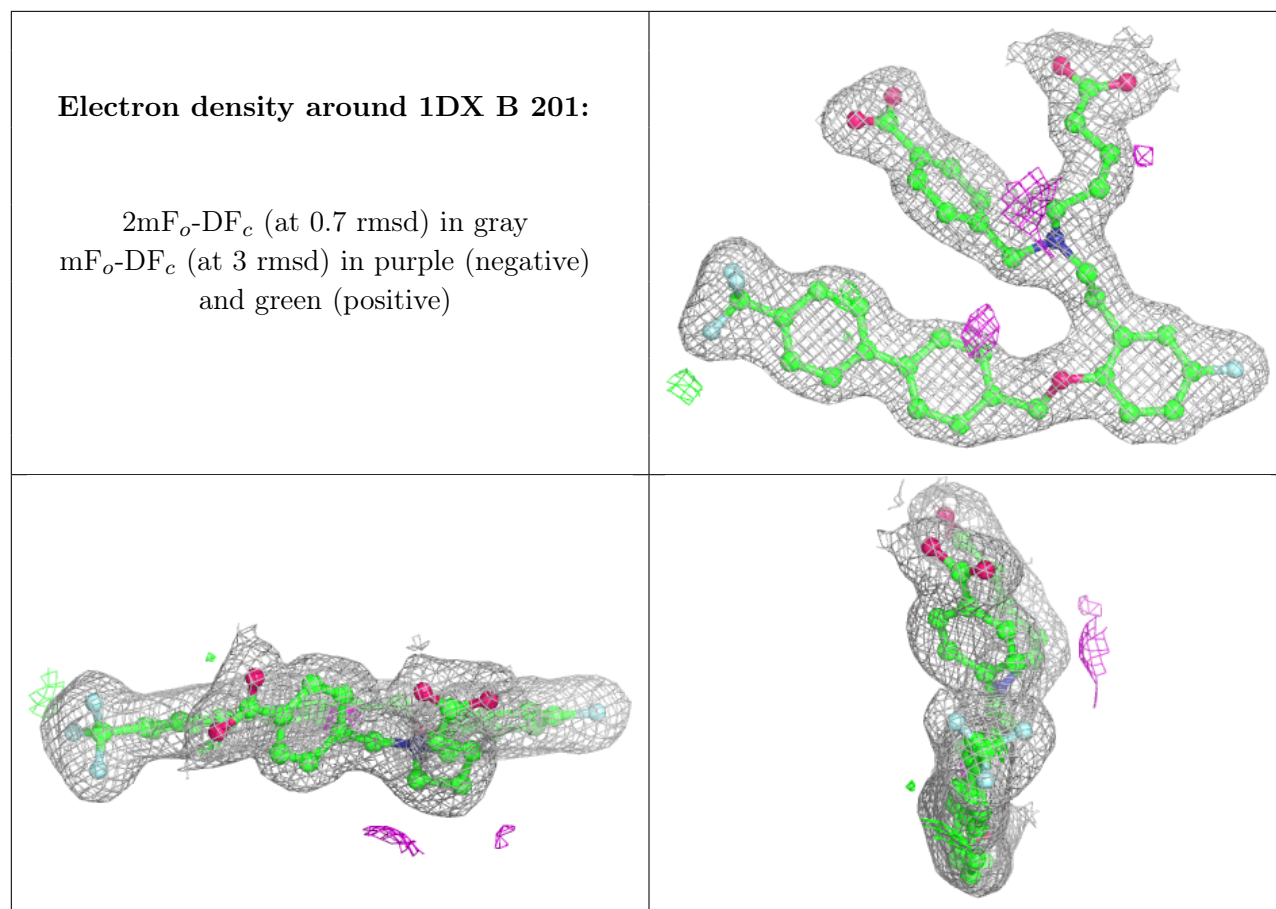 Electron density around 1DX B 201:
2mFo-DFc (at 0.7 rmsd) in gray
mFo-DFc (at 3 rmsd) in purple (negative)
and green (positive)